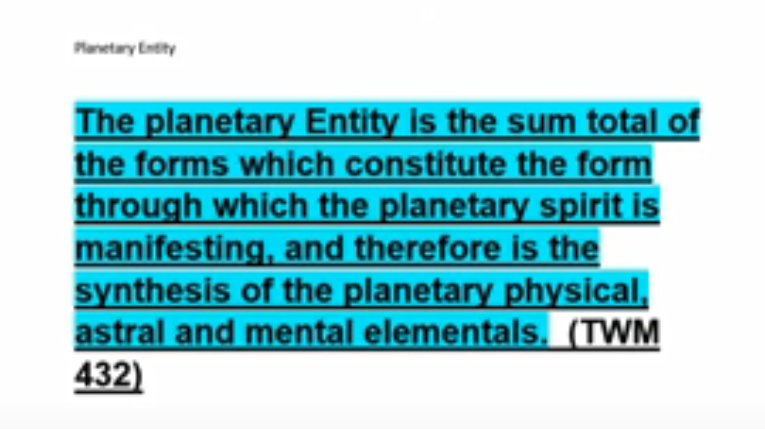 Planetary Entity
The planetary Entity is the sum total of
the forms which constitute the form
through which the planetary spirit is
manifesting, and therefore is the
synthesis of the planetary physical,
astral and mental elementals.  (TWM
432)